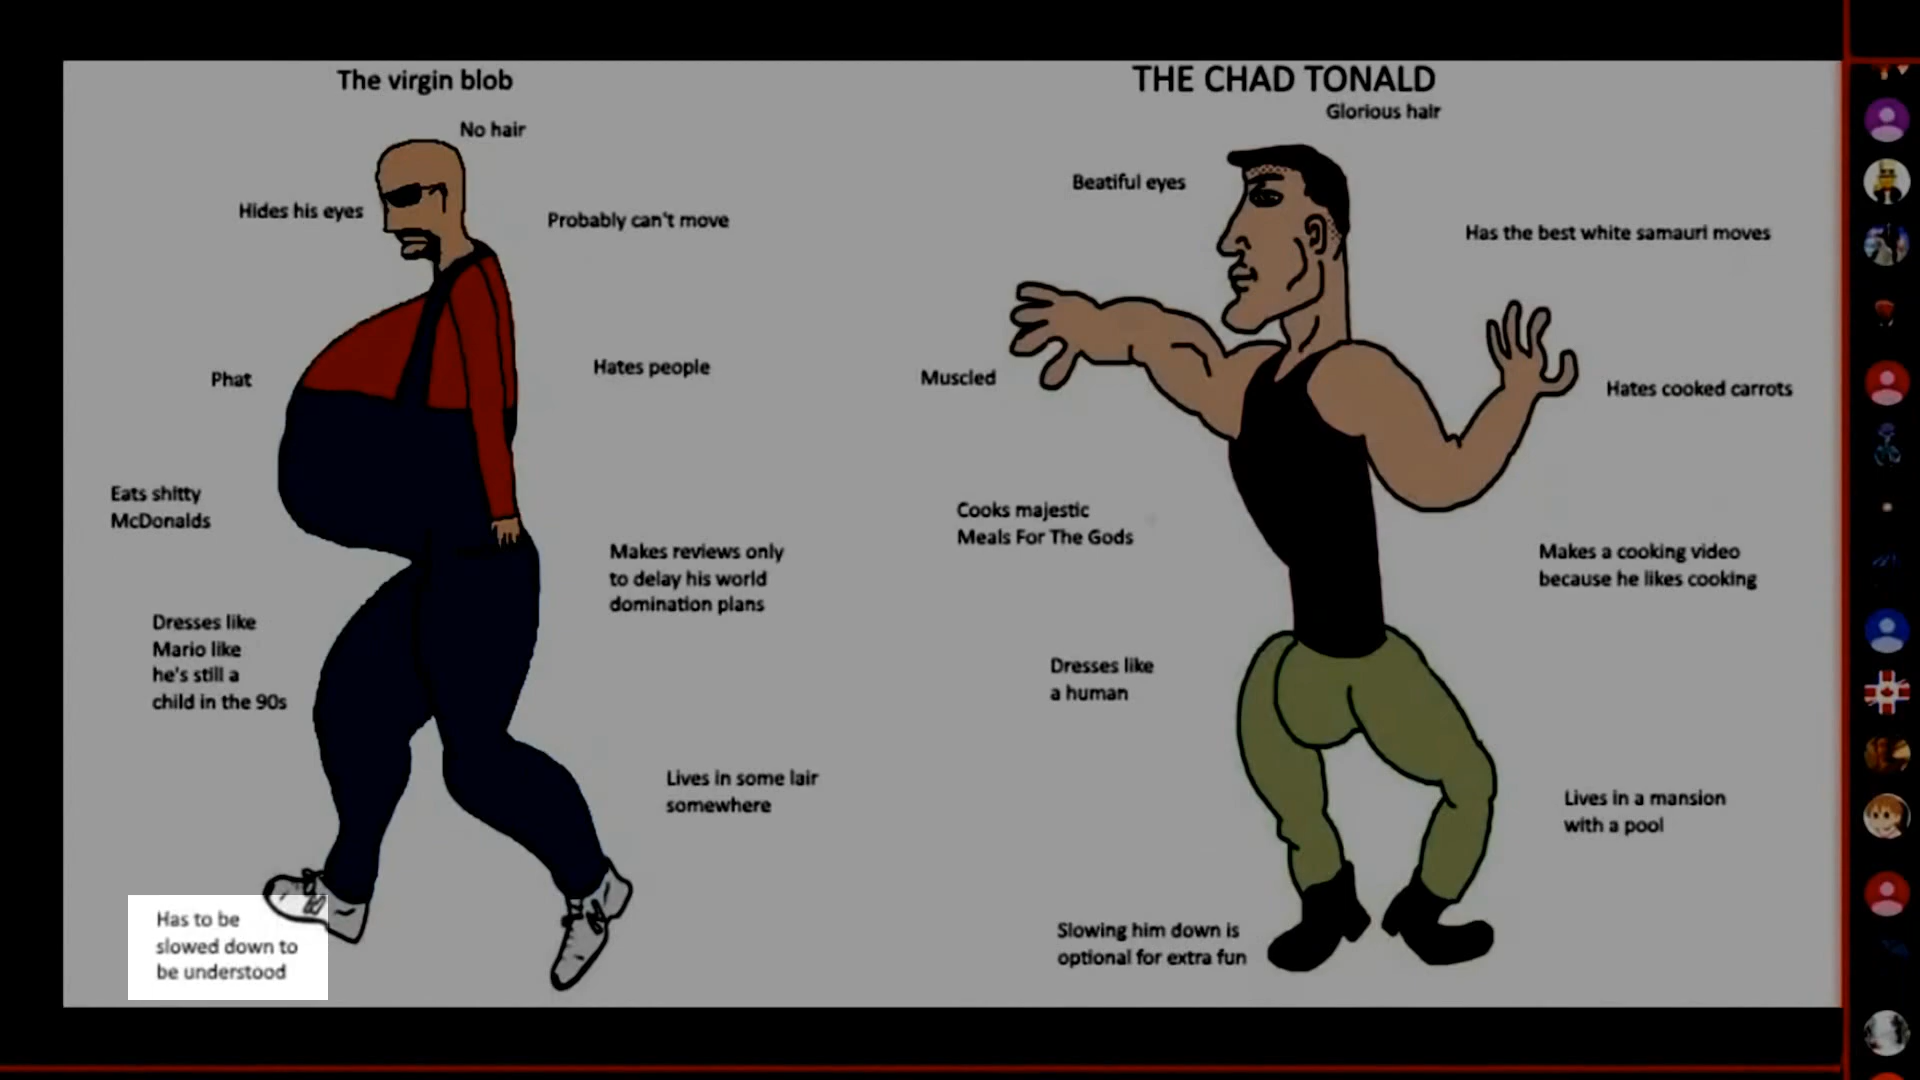 The virgin blob
No hair
Hides his eyes
Probably can't move
Phat
Hates people
Eats shitty
McDonalds
Makes reviews only
to delay his world
domination plans
Dresses like
Mario like
he's still a
child in the 90s
Lives in some lair
somewhere
Has to be
slowed down to
be understood
THE CHAD TONALD
Glorious hair
Beatiful eyes
Has the best white samauri moves
Muscled
Hates cooked carrots
Cooks majestic
Meals For The Gods
Makes a cooking video
because he likes cooking
Dresses like
a human
Lives in a mansion
with a pool
Slowing him down is
optional for extra fun